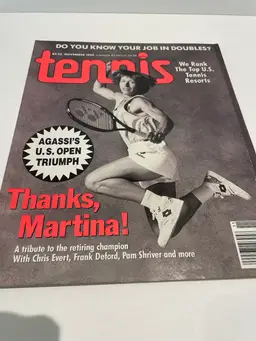 DO YOU KNOW YOUR JOB IN DOUBLES?
tennis
We Rank
The Top U.S.
Tennis
Resorts
AGASSI'S
U.S. OPEN
TRIUMPH
Thanks,
Martina!
A tribute to the retiring champion
With Chris Evert, Frank Deford, Pam Shriver and more